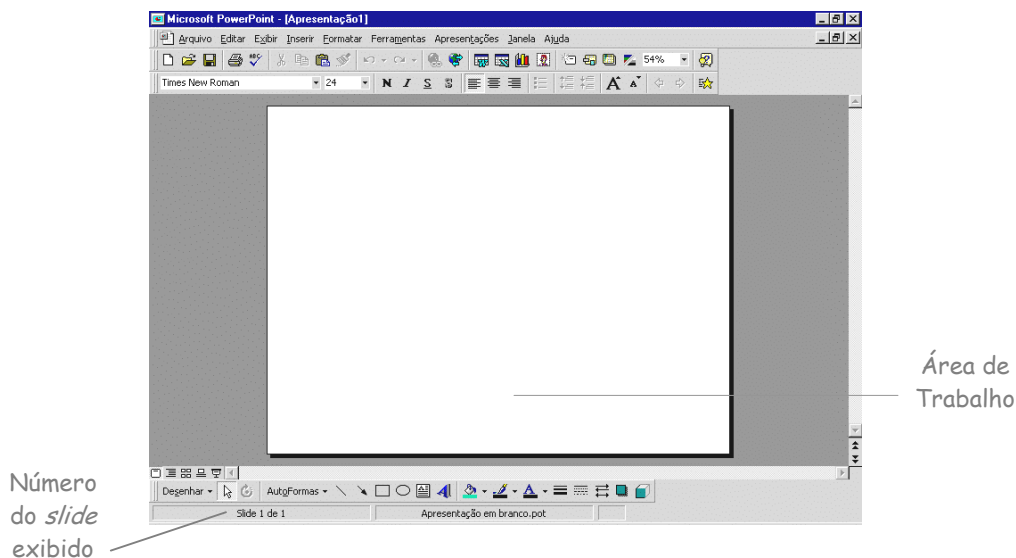 Microsoft PowerPoint - [Apresentação1]
Arquivo Editar Exibir Inserir Formatar Ferramentas Apresentações Janela Ajuda
54%
Times New Roman 24 N I S S A A
Área de
Trabalho
Desenhar AutoFormas
Slide 1 de 1 Apresentação em branco.pot
Número
do slide
exibido